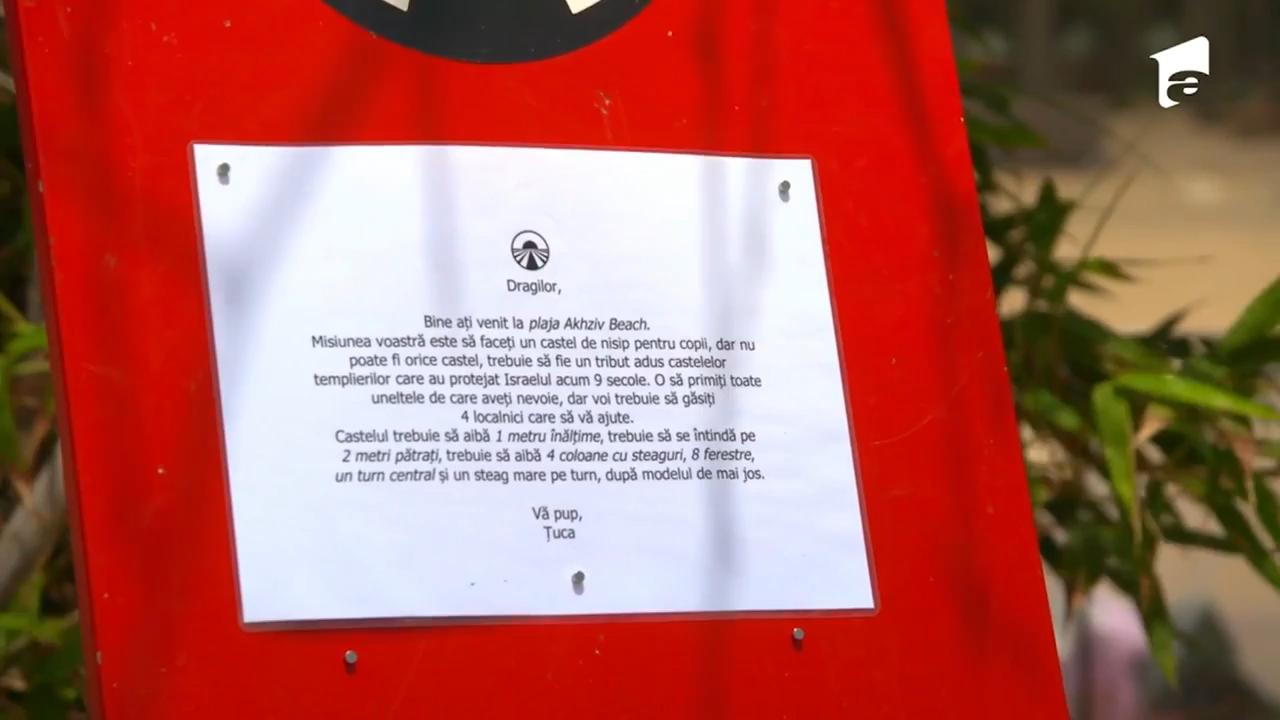 Dragilor,
Bine ați venit la plaja Akhziv Beach.
Misiunea voastră este să faceți un castel de nisip pentru copii, dar nu
poate fi orice castel, trebuie să fie un tribut adus castelelor
templierilor care au protejat Israelul acum 9 secole. O să primiți toate
uneltele de care aveți nevoie, dar voi trebuie să găsiți
4 localnici care să vă ajute.
Castelul trebuie să aibă 1 metru înălțime, trebuie să se întindă pe
2 metri pătrați, trebuie să aibă 4 coloane cu steaguri, 8 ferestre,
un turn central și un steag mare pe turn, după modelul de mai jos.
Vă pup,
Țuca